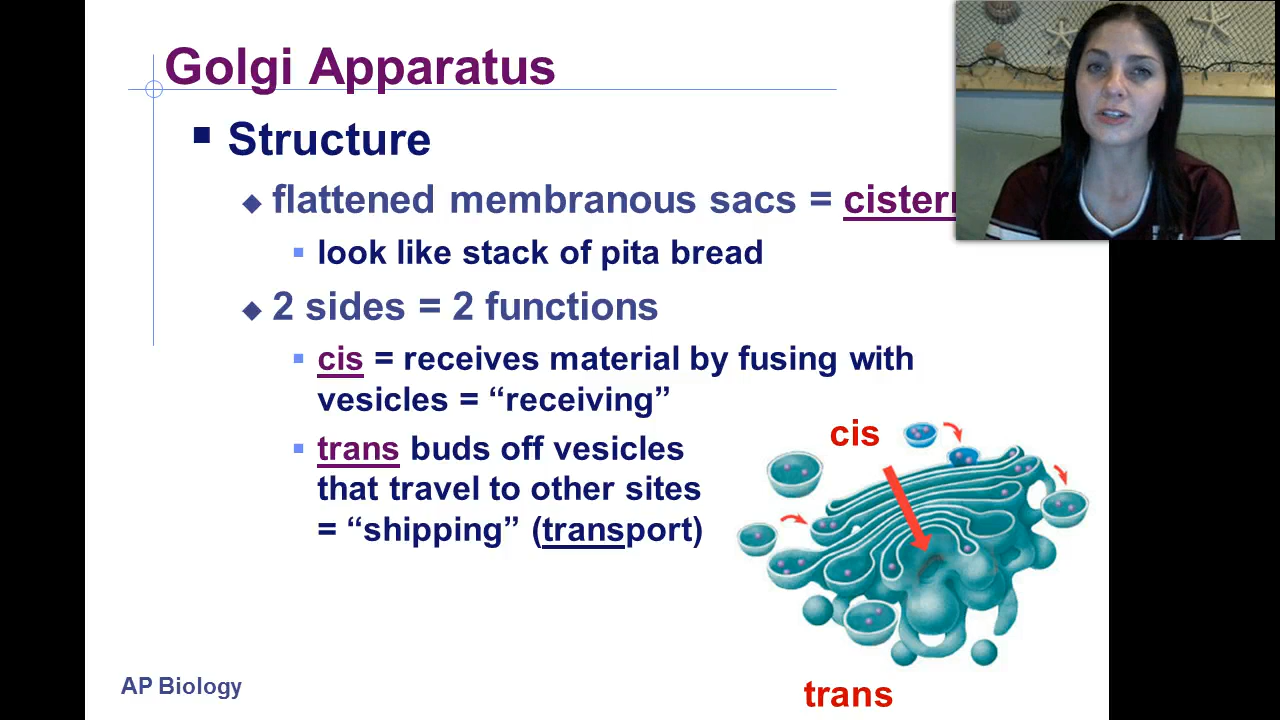 Golgi Apparatus
Structure
flattened membranous sacs =
look like stack of pita bread
2 sides = 2 functions
cis = receives material by fusing with
vesicles = “receiving”
trans buds off vesicles
that travel to other sites
= “shipping” (transport)
cis
trans
AP Biology